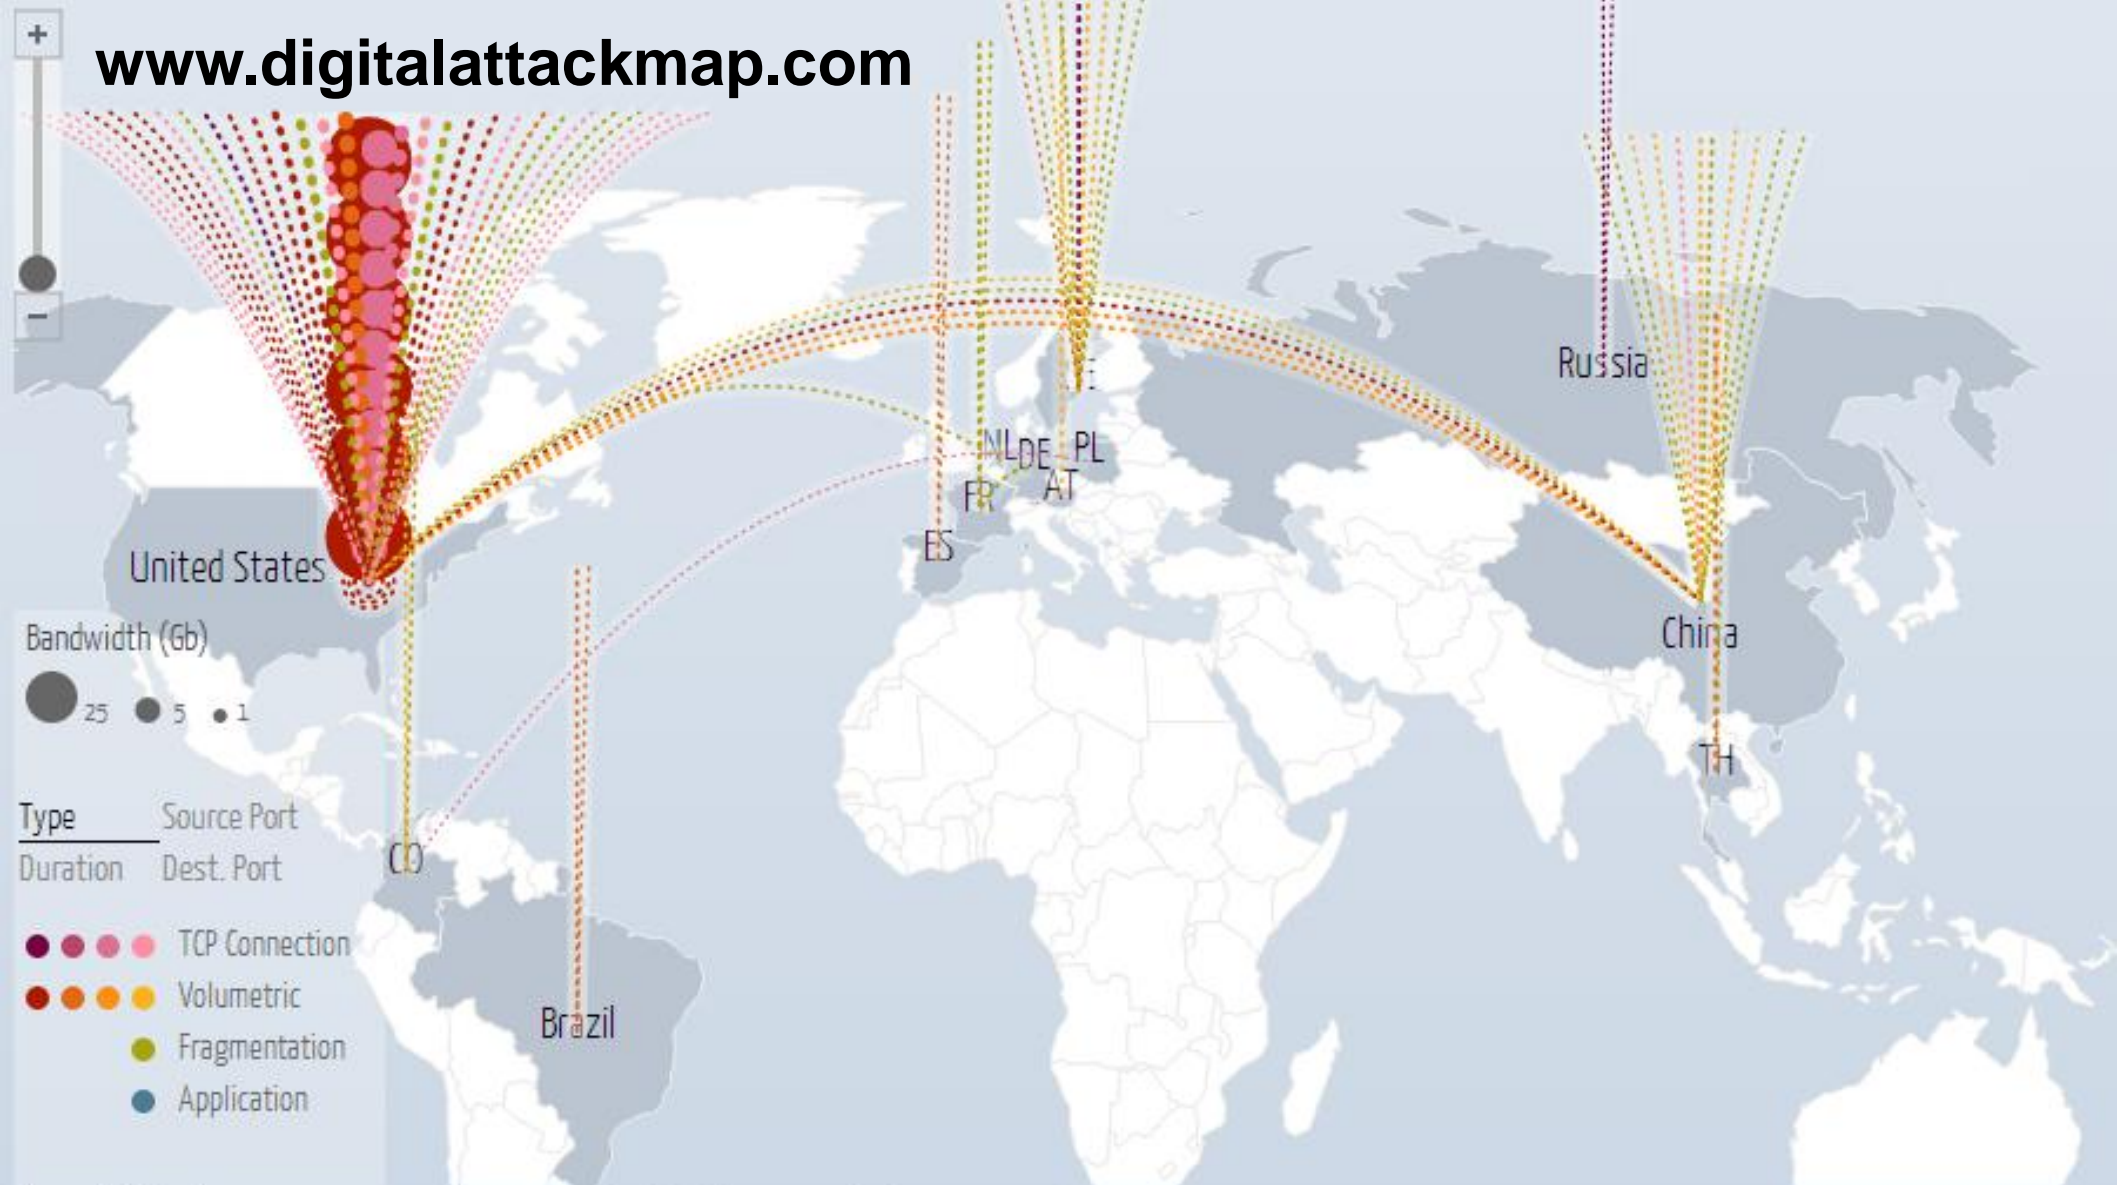 +
www.digitalattackmap.com
−
Russia
NL DE PL
FR AT
ES
United States
China
Bandwidth (Gb)
25 5 1
TH
Type Source Port
CO
Duration Dest. Port
TCP Connection
Volumetric
Brazil
Fragmentation
Application